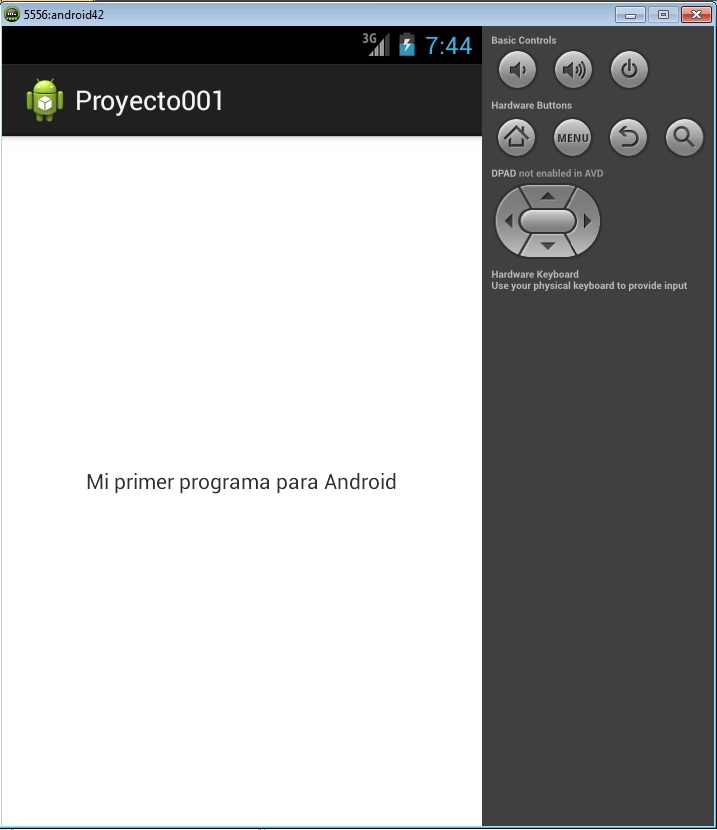 5556:android42
3G 7:44
Proyecto001
Mi primer programa para Android
Basic Controls
Hardware Buttons
MENU
DPAD not enabled in AVD
Hardware Keyboard
Use your physical keyboard to provide input